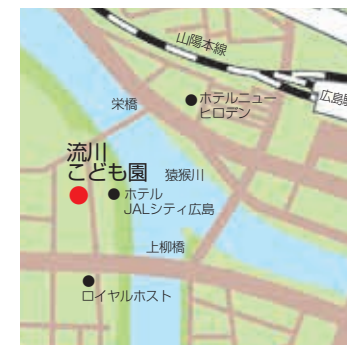 山陽本線
広島駅
栄橋
ホテルニュー
ヒロデン
流川
こども園
猿猴川
ホテル
JALシティ広島
上柳橋
ロイヤルホスト